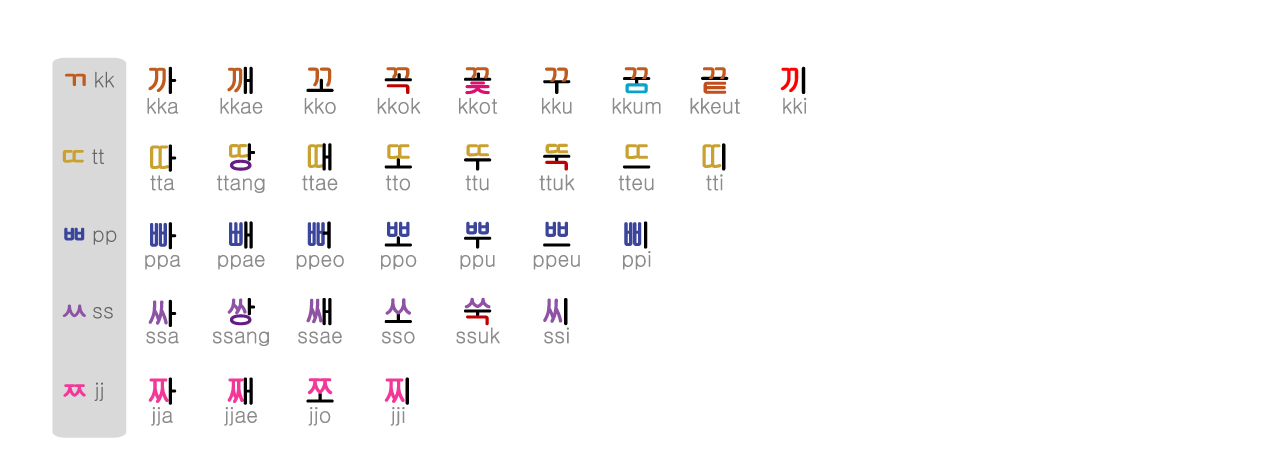 ㄲ kk 까 깨 꼬 꼭 꽃 꾸 꿈 끝 끼
kka kkae kko kkok kkot kku kkum kkeut kki
ㄸ tt 따 땅 때 또 뚜 뚝 뜨 띠
tta ttang ttae tto ttu ttuk tteu tti
ㅃ pp 빠 빼 뻐 뽀 뿌 쁘 삐
ppa ppae ppeo ppo ppu ppeu ppi
ㅆ ss 싸 쌍 쌔 쏘 쑥 씨
ssa ssang ssae sso ssuk ssi
ㅉ jj 짜 째 쪼 찌
jja jjae jjo jji